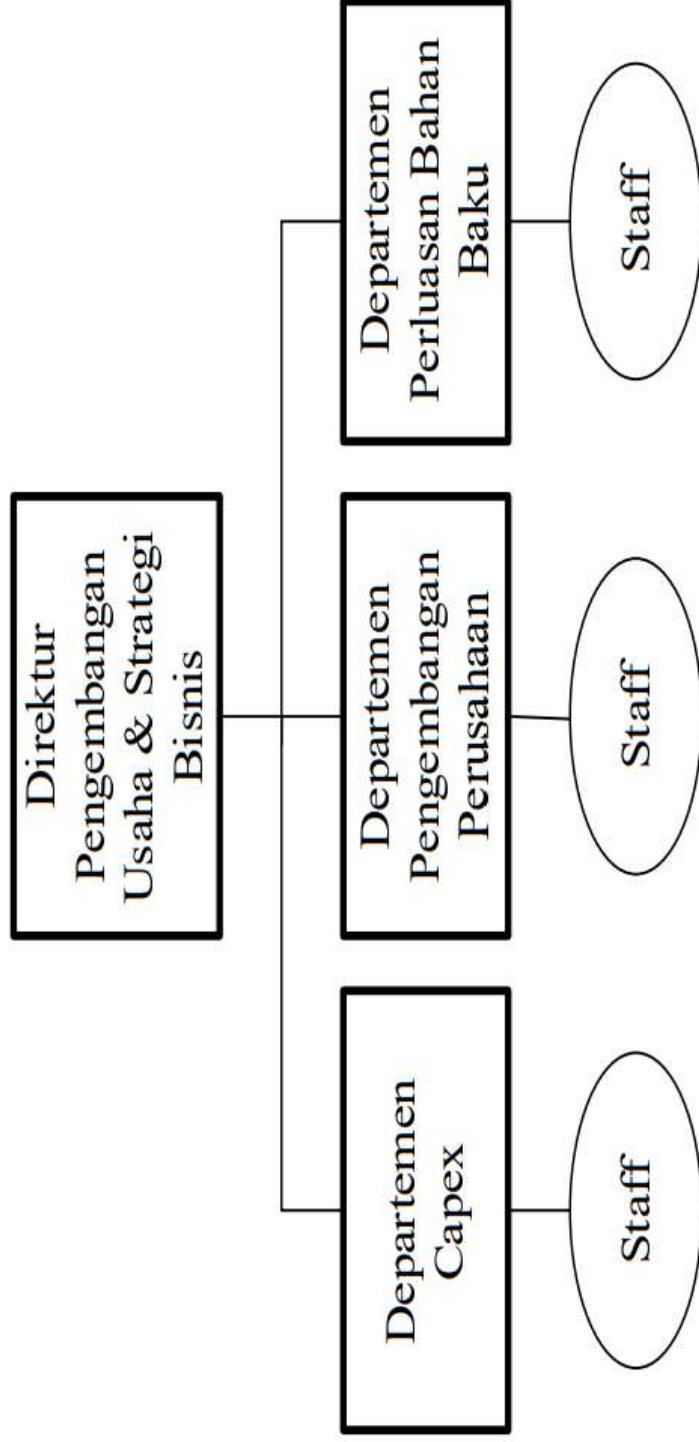 Direktur
Pengembangan
Usaha & Strategi
Bisnis
Departemen
Capex
Departemen
Pengembangan
Perusahaan
Departemen
Perluasan Bahan
Baku
Staff
Staff
Staff